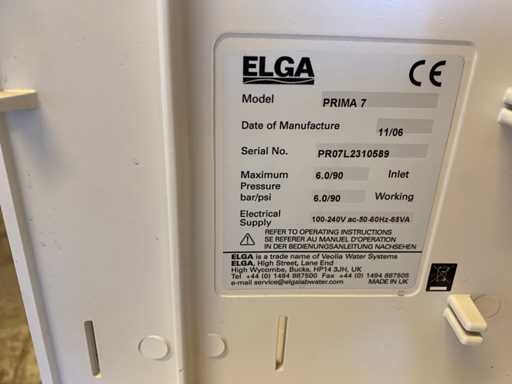 ELGA
CE
Model PRIMA 7
Date of Manufacture 11/06
Serial No. PR07L2310589
Maximum 6.0/90 Inlet
Pressure
bar/psi 6.0/90 Working
Electrical
Supply 100-240V ac-50-60Hz-65VA
REFER TO OPERATING INSTRUCTIONS
SE REFERER AU MANUEL D'OPERATION
IN DER BEDIENUNGSANLEITUNG NACHSEHEN
ELGA is a trade name of Veolia Water Systems
ELGA, High Street, Lane End
High Wycombe, Bucks, HP14 3JH, UK
Tel +44 (0) 1494 887500 Fax +44 (0) 1494 887505
e-mail service@elgalabwater.com MADE IN UK